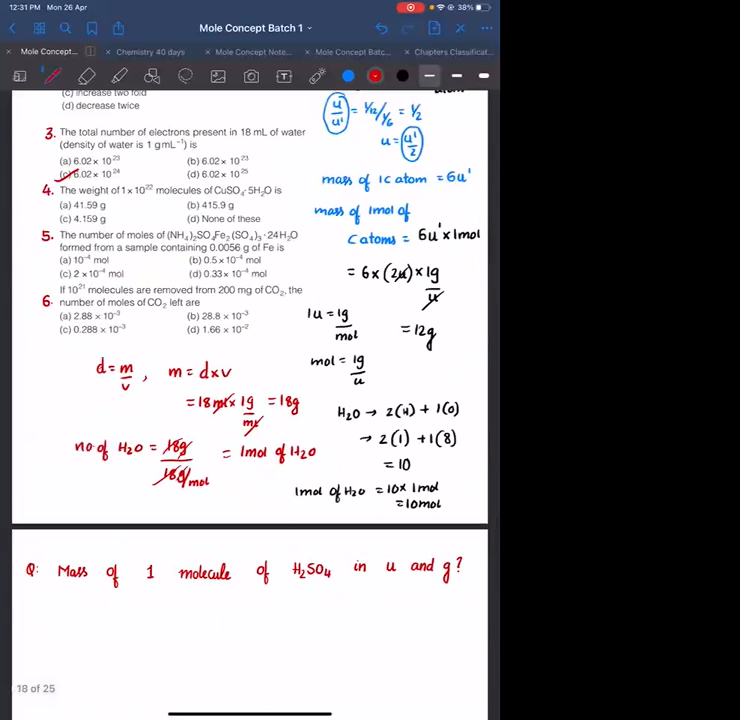 12:31 PM Mon 26 Apr
38%
Mole Concept Batch 1
Mole Concept...
Chemistry 40 days
Mole Concept Note...
Mole Concept Batc...
Chapters Classificat...
(c) increase two fold
(d) decrease twice
3. The total number of electrons present in 18 mL of water
(density of water is 1 g mL⁻¹) is
(a) 6.02 × 10²³ (b) 6.02 × 10²³
(c) 6.02 × 10²⁴ (d) 6.02 × 10²⁵
4. The weight of 1 × 10²² molecules of CuSO₄·5H₂O is
(a) 41.59 g (b) 415.9 g
(c) 4.159 g (d) None of these
5. The number of moles of (NH₄)₂SO₄Fe₂(SO₄)₃·24H₂O
formed from a sample containing 0.0056 g of Fe is
(a) 10⁻⁴ mol (b) 0.5 × 10⁻⁴ mol
(c) 2 × 10⁻⁴ mol (d) 0.33 × 10⁻⁴ mol
6. If 10²¹ molecules are removed from 200 mg of CO₂, the
number of moles of CO₂ left are
(a) 2.88 × 10⁻³ (b) 28.8 × 10⁻³
(c) 0.288 × 10⁻³ (d) 1.66 × 10⁻²
d = m/v , m = d×v
= 18 ml × 1g/ml = 18g
no. of H₂O = 18g/18g/mol = 1mol of H₂O
atom
u/u' = 1/12/1/6 = 1/2
u = u'/2
mass of 1C atom = 6u'
mass of 1mol of
C atoms = 6u' × 1mol
= 6 × (2u) × 1g/u
1u = 1g/mol = 12g
mol = 1g/u
H₂O → 2(H) + 1(O)
→ 2(1) + 1(8)
= 10
1mol of H₂O = 10 × 1mol
= 10mol
Q: Mass of 1 molecule of H₂SO₄ in u and g?
18 of 25